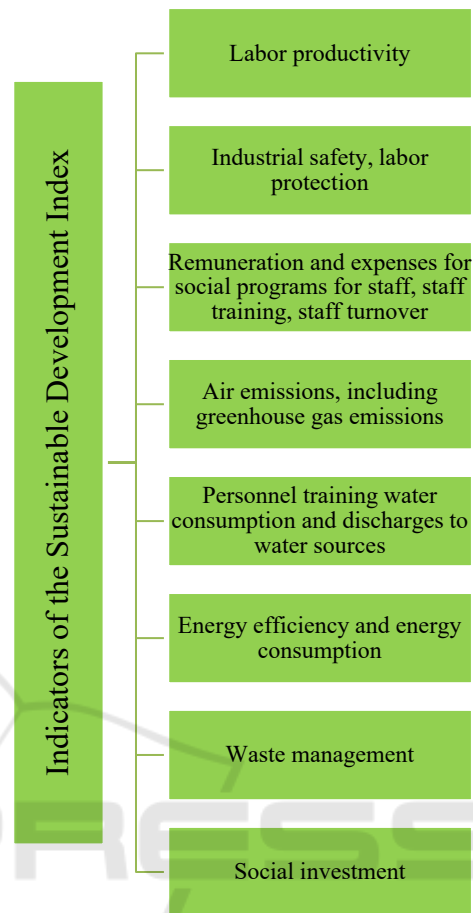 Indicators of the Sustainable Development Index
Labor productivity
Industrial safety, labor
protection
Remuneration and expenses for
social programs for staff, staff
training, staff turnover
Air emissions, including
greenhouse gas emissions
Personnel training water
consumption and discharges to
water sources
Energy efficiency and energy
consumption
Waste management
Social investment